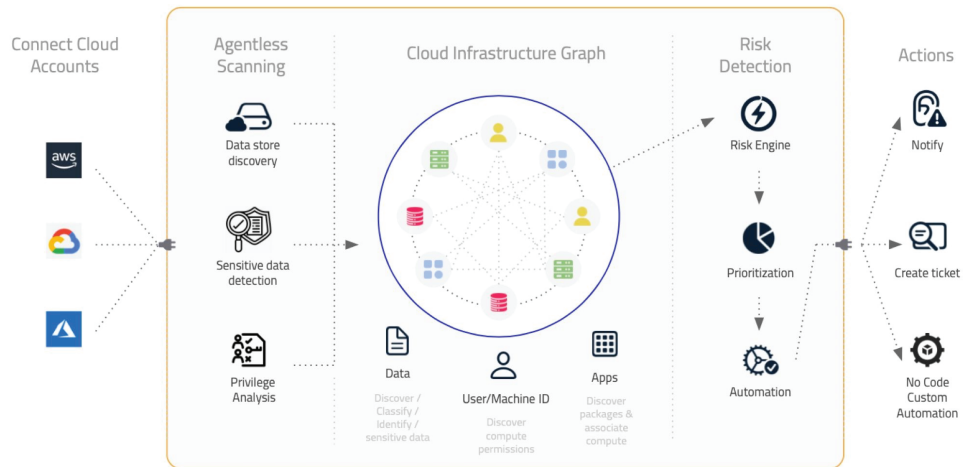 Connect Cloud
Accounts
aws
Agentless
Scanning
Data store
discovery
Sensitive data
detection
Privilege
Analysis
Cloud Infrastructure Graph
Data
Discover /
Classify /
Identify /
sensitive data
User/Machine ID
Discover
compute
permissions
Apps
Discover
packages &
associate
compute
Risk
Detection
Risk Engine
Prioritization
Automation
Actions
Notify
Create ticket
No Code
Custom
Automation